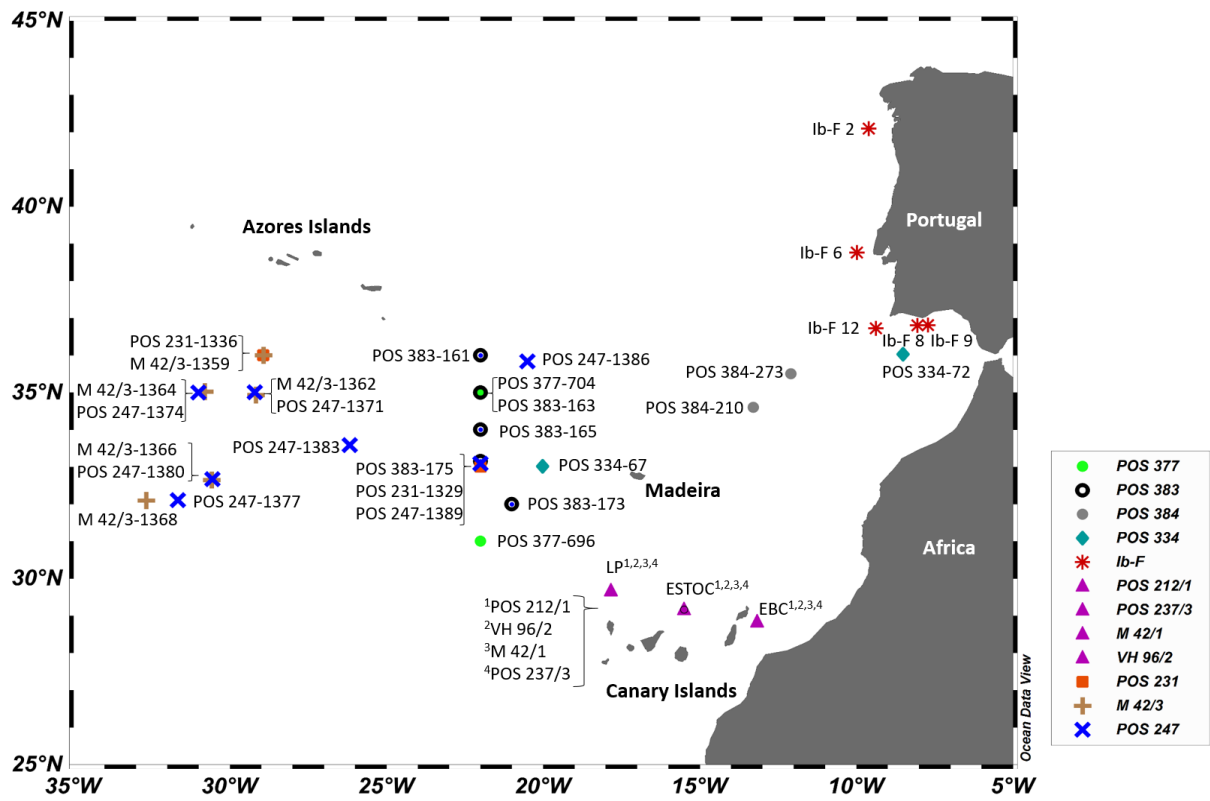 45°N
40°N
35°N
30°N
25°N
35°W
30°W
25°W
20°W
15°W
10°W
5°W
Ib-F 2
Portugal
Azores Islands
Ib-F 6
Ib-F 12
Ib-F 8
Ib-F 9
POS 334-72
POS 231-1336
M 42/3-1359
POS 383-161
POS 247-1386
POS 384-273
M 42/3-1364
POS 247-1374
M 42/3-1362
POS 247-1371
POS 377-704
POS 383-163
POS 384-210
POS 383-165
POS 247-1383
M 42/3-1366
POS 247-1380
POS 383-175
POS 231-1329
POS 247-1389
POS 334-67
Madeira
POS 247-1377
M 42/3-1368
POS 383-173
POS 377-696
Africa
LP1,2,3,4
ESTOC1,2,3,4
EBC1,2,3,4
1POS 212/1
2VH 96/2
3M 42/1
4POS 237/3
Canary Islands
Ocean Data View
POS 377
POS 383
POS 384
POS 334
Ib-F
POS 212/1
POS 237/3
M 42/1
VH 96/2
POS 231
M 42/3
POS 247